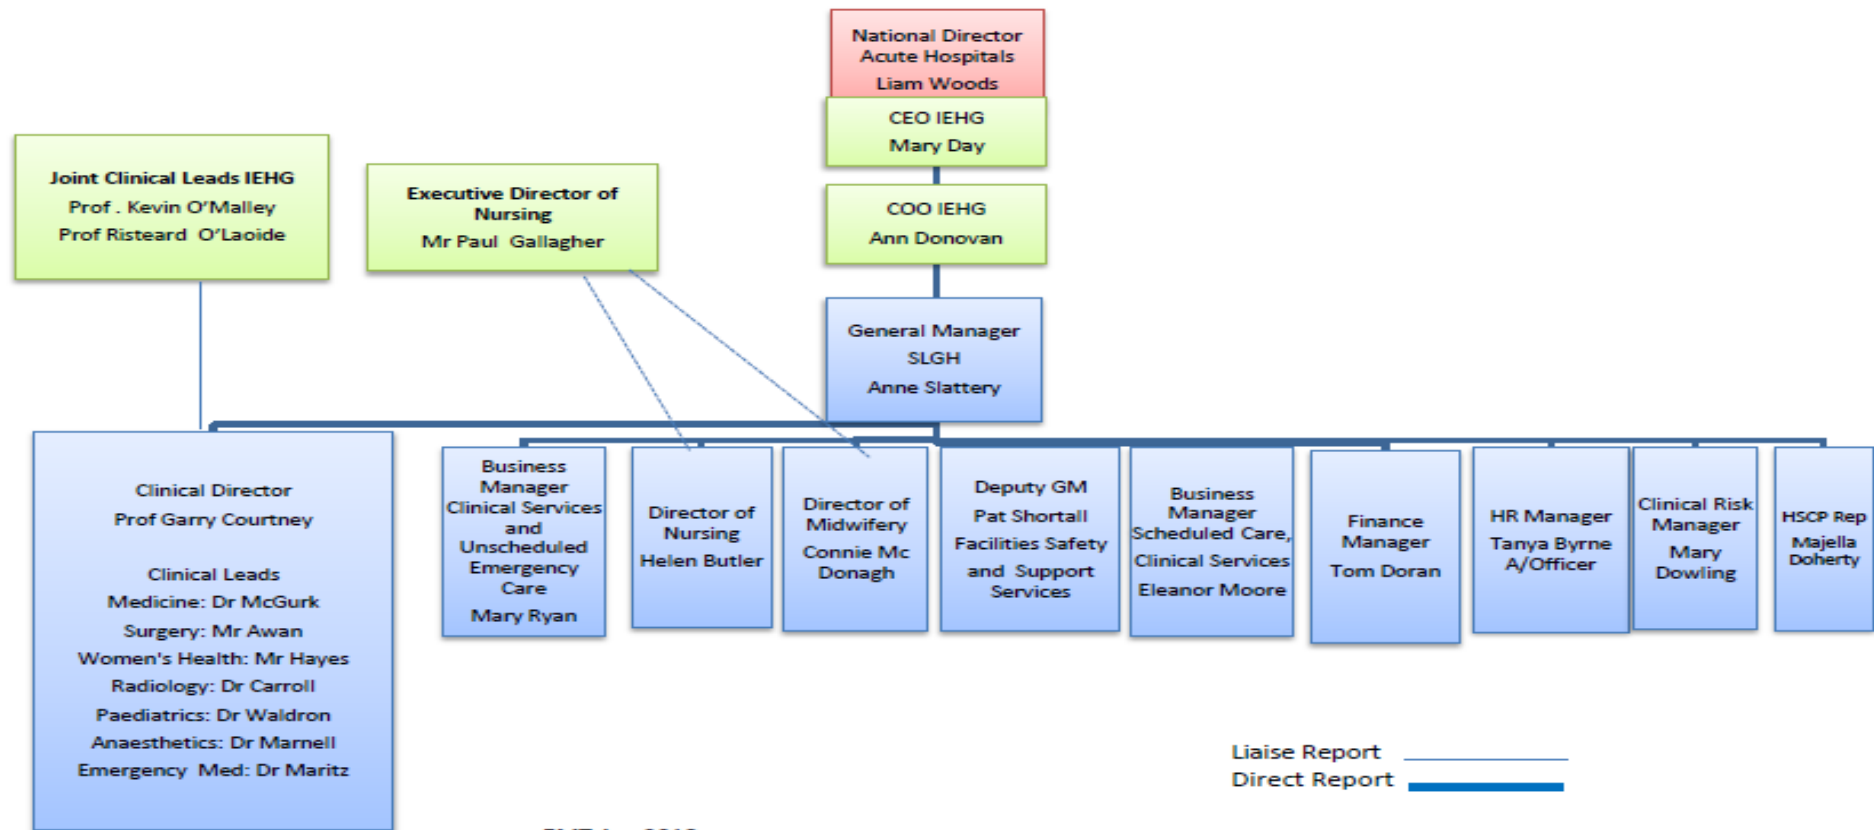 National Director
Acute Hospitals
Liam Woods
CEO IEHG
Mary Day
Joint Clinical Leads IEHG
Prof . Kevin O’Malley
Prof Risteard O’Laoide
Executive Director of
Nursing
Mr Paul Gallagher
COO IEHG
Ann Donovan
General Manager
SLGH
Anne Slattery
Clinical Director
Prof Garry Courtney
Clinical Leads
Medicine: Dr McGurk
Surgery: Mr Awan
Women's Health: Mr Hayes
Radiology: Dr Carroll
Paediatrics: Dr Waldron
Anaesthetics: Dr Marnell
Emergency Med: Dr Maritz
Business
Manager
Clinical Services
and
Unscheduled
Emergency
Care
Mary Ryan
Director of
Nursing
Helen Butler
Director of
Midwifery
Connie Mc
Donagh
Deputy GM
Pat Shortall
Facilities Safety
and Support
Services
Business
Manager
Scheduled Care,
Clinical Services
Eleanor Moore
Finance
Manager
Tom Doran
HR Manager
Tanya Byrne
A/Officer
Clinical Risk
Manager
Mary
Dowling
HSCP Rep
Majella
Doherty
Liaise Report
Direct Report